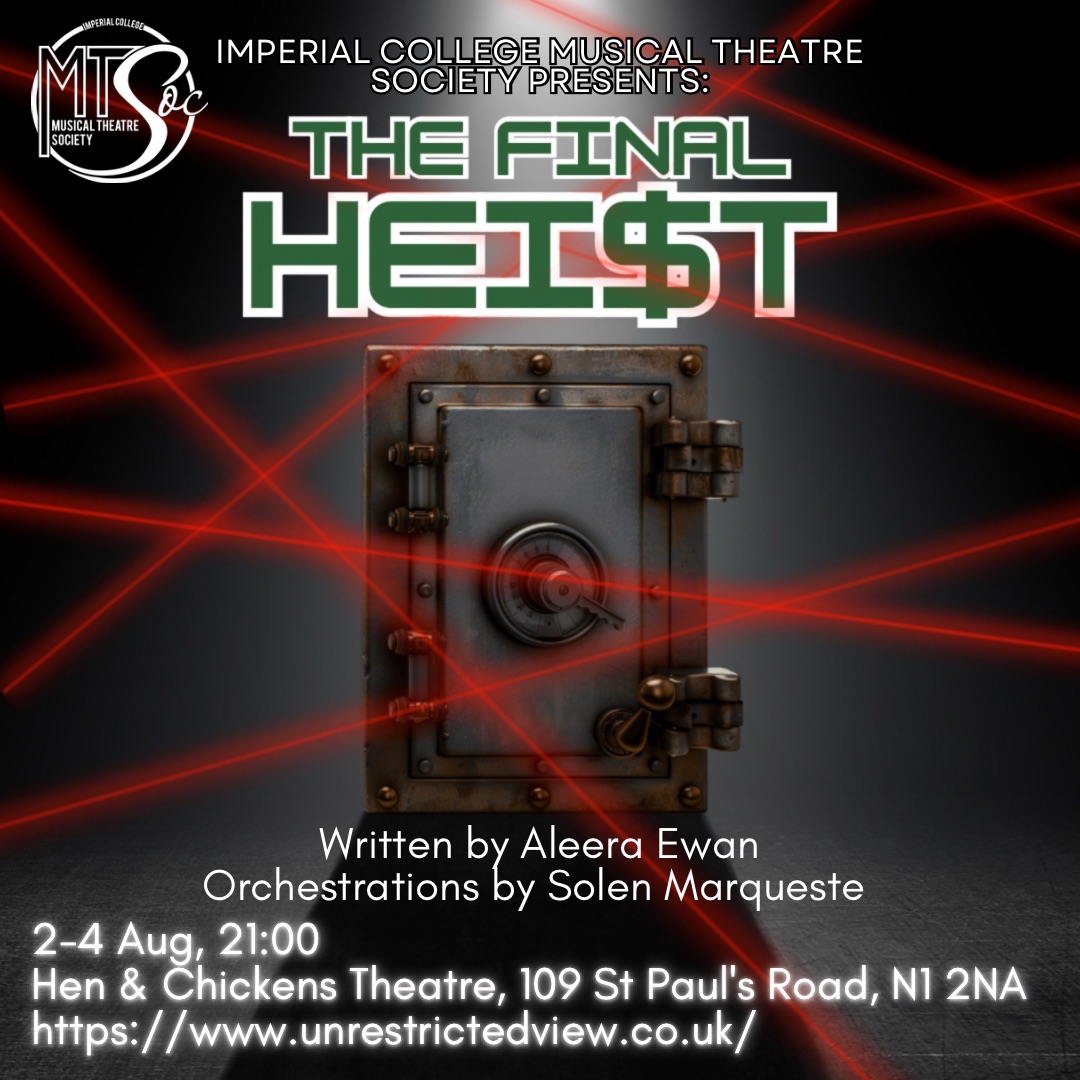 IMPERIAL COLLEGE
MTSoc
MUSICAL THEATRE
SOCIETY
IMPERIAL COLLEGE MUSICAL THEATRE
SOCIETY PRESENTS:
THE FINAL
HEI$T
Written by Aleera Ewan
Orchestrations by Solen Marqueste
2-4 Aug, 21:00
Hen & Chickens Theatre, 109 St Paul's Road, N1 2NA
https://www.unrestrictedview.co.uk/